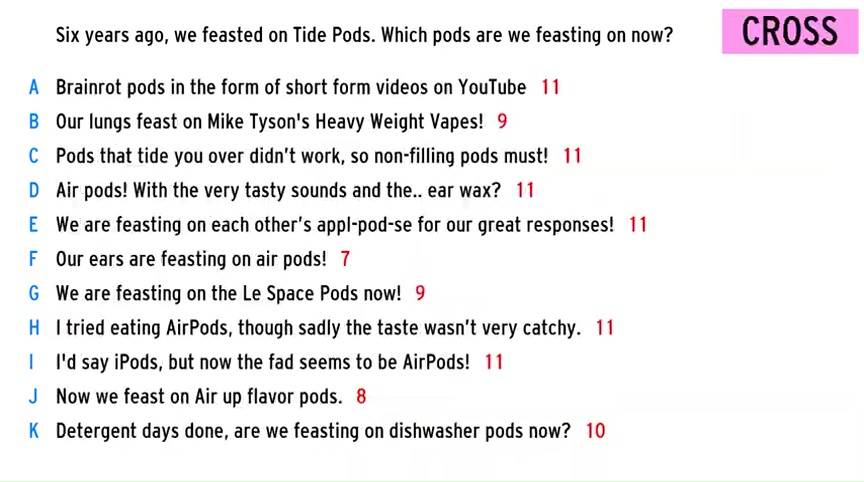 Six years ago, we feasted on Tide Pods. Which pods are we feasting on now?
CROSS
A Brainrot pods in the form of short form videos on YouTube 11
B Our lungs feast on Mike Tyson's Heavy Weight Vapes! 9
C Pods that tide you over didn't work, so non-filling pods must! 11
D Air pods! With the very tasty sounds and the.. ear wax? 11
E We are feasting on each other's appl-pod-se for our great responses! 11
F Our ears are feasting on air pods! 7
G We are feasting on the Le Space Pods now! 9
H I tried eating AirPods, though sadly the taste wasn't very catchy. 11
I I'd say iPods, but now the fad seems to be AirPods! 11
J Now we feast on Air up flavor pods. 8
K Detergent days done, are we feasting on dishwasher pods now? 10